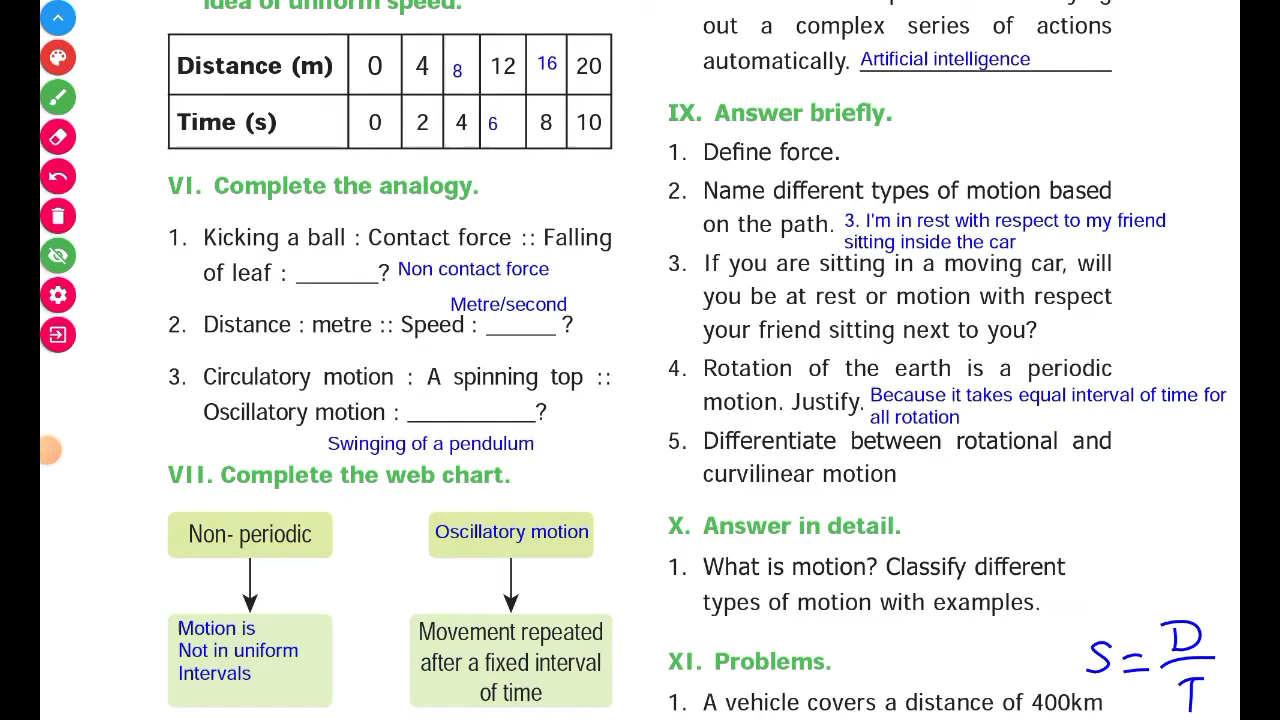 idea of uniform speed.
Distance (m) 0 4 8 12 16 20
Time (s) 0 2 4 6 8 10
VI. Complete the analogy.
1. Kicking a ball : Contact force :: Falling
of leaf : _______? Non contact force
Metre/second
2. Distance : metre :: Speed : ______ ?
3. Circulatory motion : A spinning top ::
Oscillatory motion : ___________?
Swinging of a pendulum
VII. Complete the web chart.
Non- periodic
Motion is
Not in uniform
Intervals
Oscillatory motion
Movement repeated
after a fixed interval
of time
out a complex series of actions
automatically. Artificial intelligence
IX. Answer briefly.
1. Define force.
2. Name different types of motion based
on the path. 3. I'm in rest with respect to my friend
sitting inside the car
3. If you are sitting in a moving car, will
you be at rest or motion with respect
your friend sitting next to you?
4. Rotation of the earth is a periodic
motion. Justify. Because it takes equal interval of time for
all rotation
5. Differentiate between rotational and
curvilinear motion
X. Answer in detail.
1. What is motion? Classify different
types of motion with examples.
XI. Problems.
S = D/T
1. A vehicle covers a distance of 400km